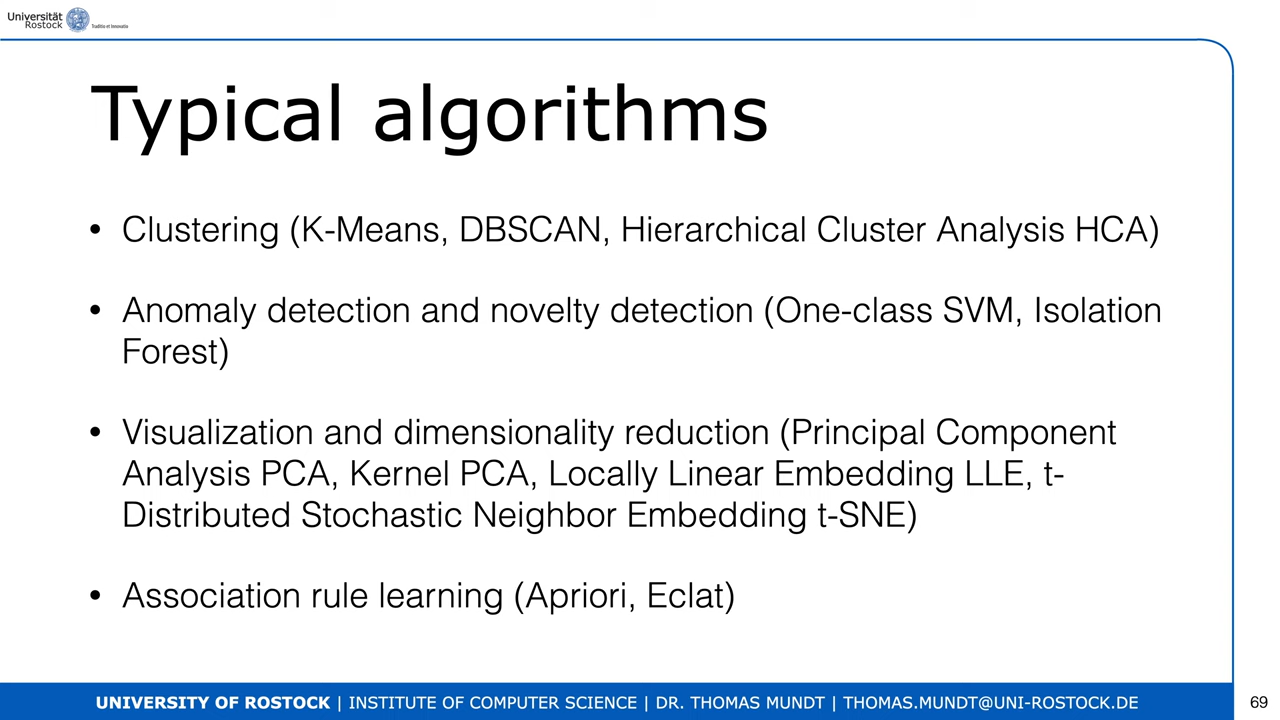 Universität
Rostock
Traditio et Innovatio
Typical algorithms
• Clustering (K-Means, DBSCAN, Hierarchical Cluster Analysis HCA)
• Anomaly detection and novelty detection (One-class SVM, Isolation
Forest)
• Visualization and dimensionality reduction (Principal Component
Analysis PCA, Kernel PCA, Locally Linear Embedding LLE, t-
Distributed Stochastic Neighbor Embedding t-SNE)
• Association rule learning (Apriori, Eclat)
UNIVERSITY OF ROSTOCK | INSTITUTE OF COMPUTER SCIENCE | DR. THOMAS MUNDT | THOMAS.MUNDT@UNI-ROSTOCK.DE
69